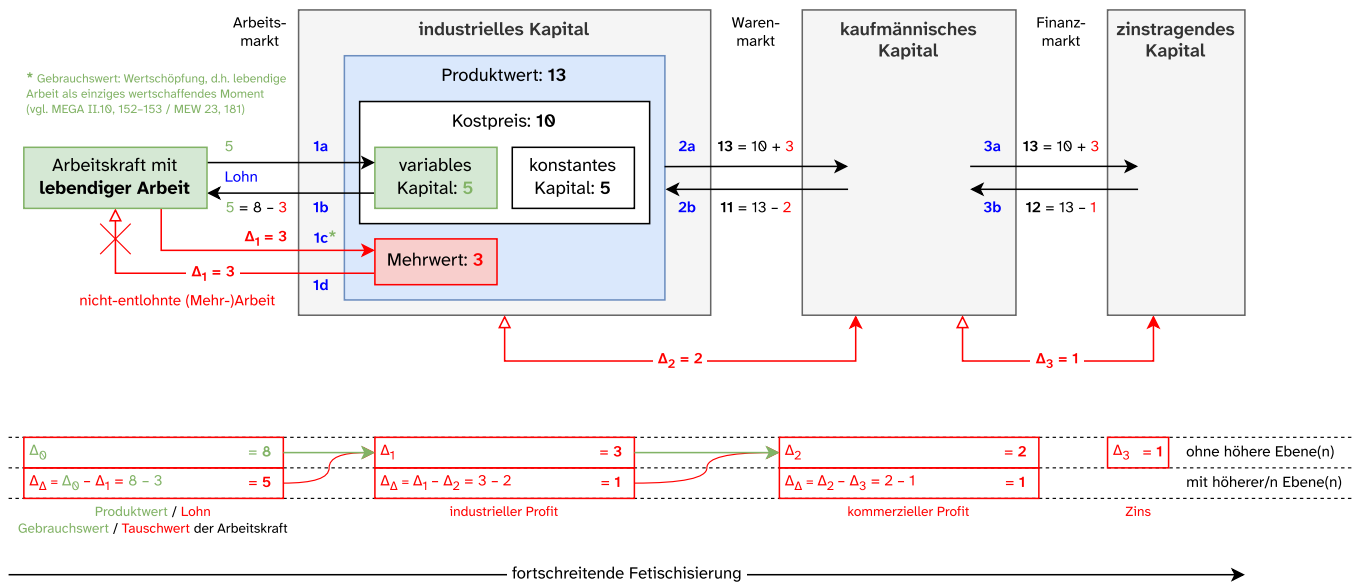 Arbeits-
markt
industrielles Kapital
Waren-
markt
kaufmännisches
Kapital
Finanz-
markt
zinstragendes
Kapital
* Gebrauchswert: Wertschöpfung, d.h. lebendige
Arbeit als einziges wertschaffendes Moment
(vgl. MEGA II.10, 152–153 / MEW 23, 181)
Produktwert: 13
Kostpreis: 10
Arbeitskraft mit
lebendiger Arbeit
5
1a
Lohn
5 = 8 – 3
1b
variables
Kapital: 5
konstantes
Kapital: 5
2a
13 = 10 + 3
2b
11 = 13 – 2
3a
13 = 10 + 3
3b
12 = 13 – 1
Δ1 = 3
1c*
Mehrwert: 3
Δ1 = 3
1d
nicht-entlohnte (Mehr-)Arbeit
Δ2 = 2
Δ3 = 1
Δ0 = 8
Δ1 = 3
Δ2 = 2
Δ3 = 1
ohne höhere Ebene(n)
ΔΔ = Δ0 – Δ1 = 8 – 3 = 5
ΔΔ = Δ1 – Δ2 = 3 – 2 = 1
ΔΔ = Δ2 – Δ3 = 2 – 1 = 1
mit höherer/n Ebene(n)
Produktwert / Lohn
Gebrauchswert / Tauschwert der Arbeitskraft
industrieller Profit
kommerzieller Profit
Zins
fortschreitende Fetischisierung